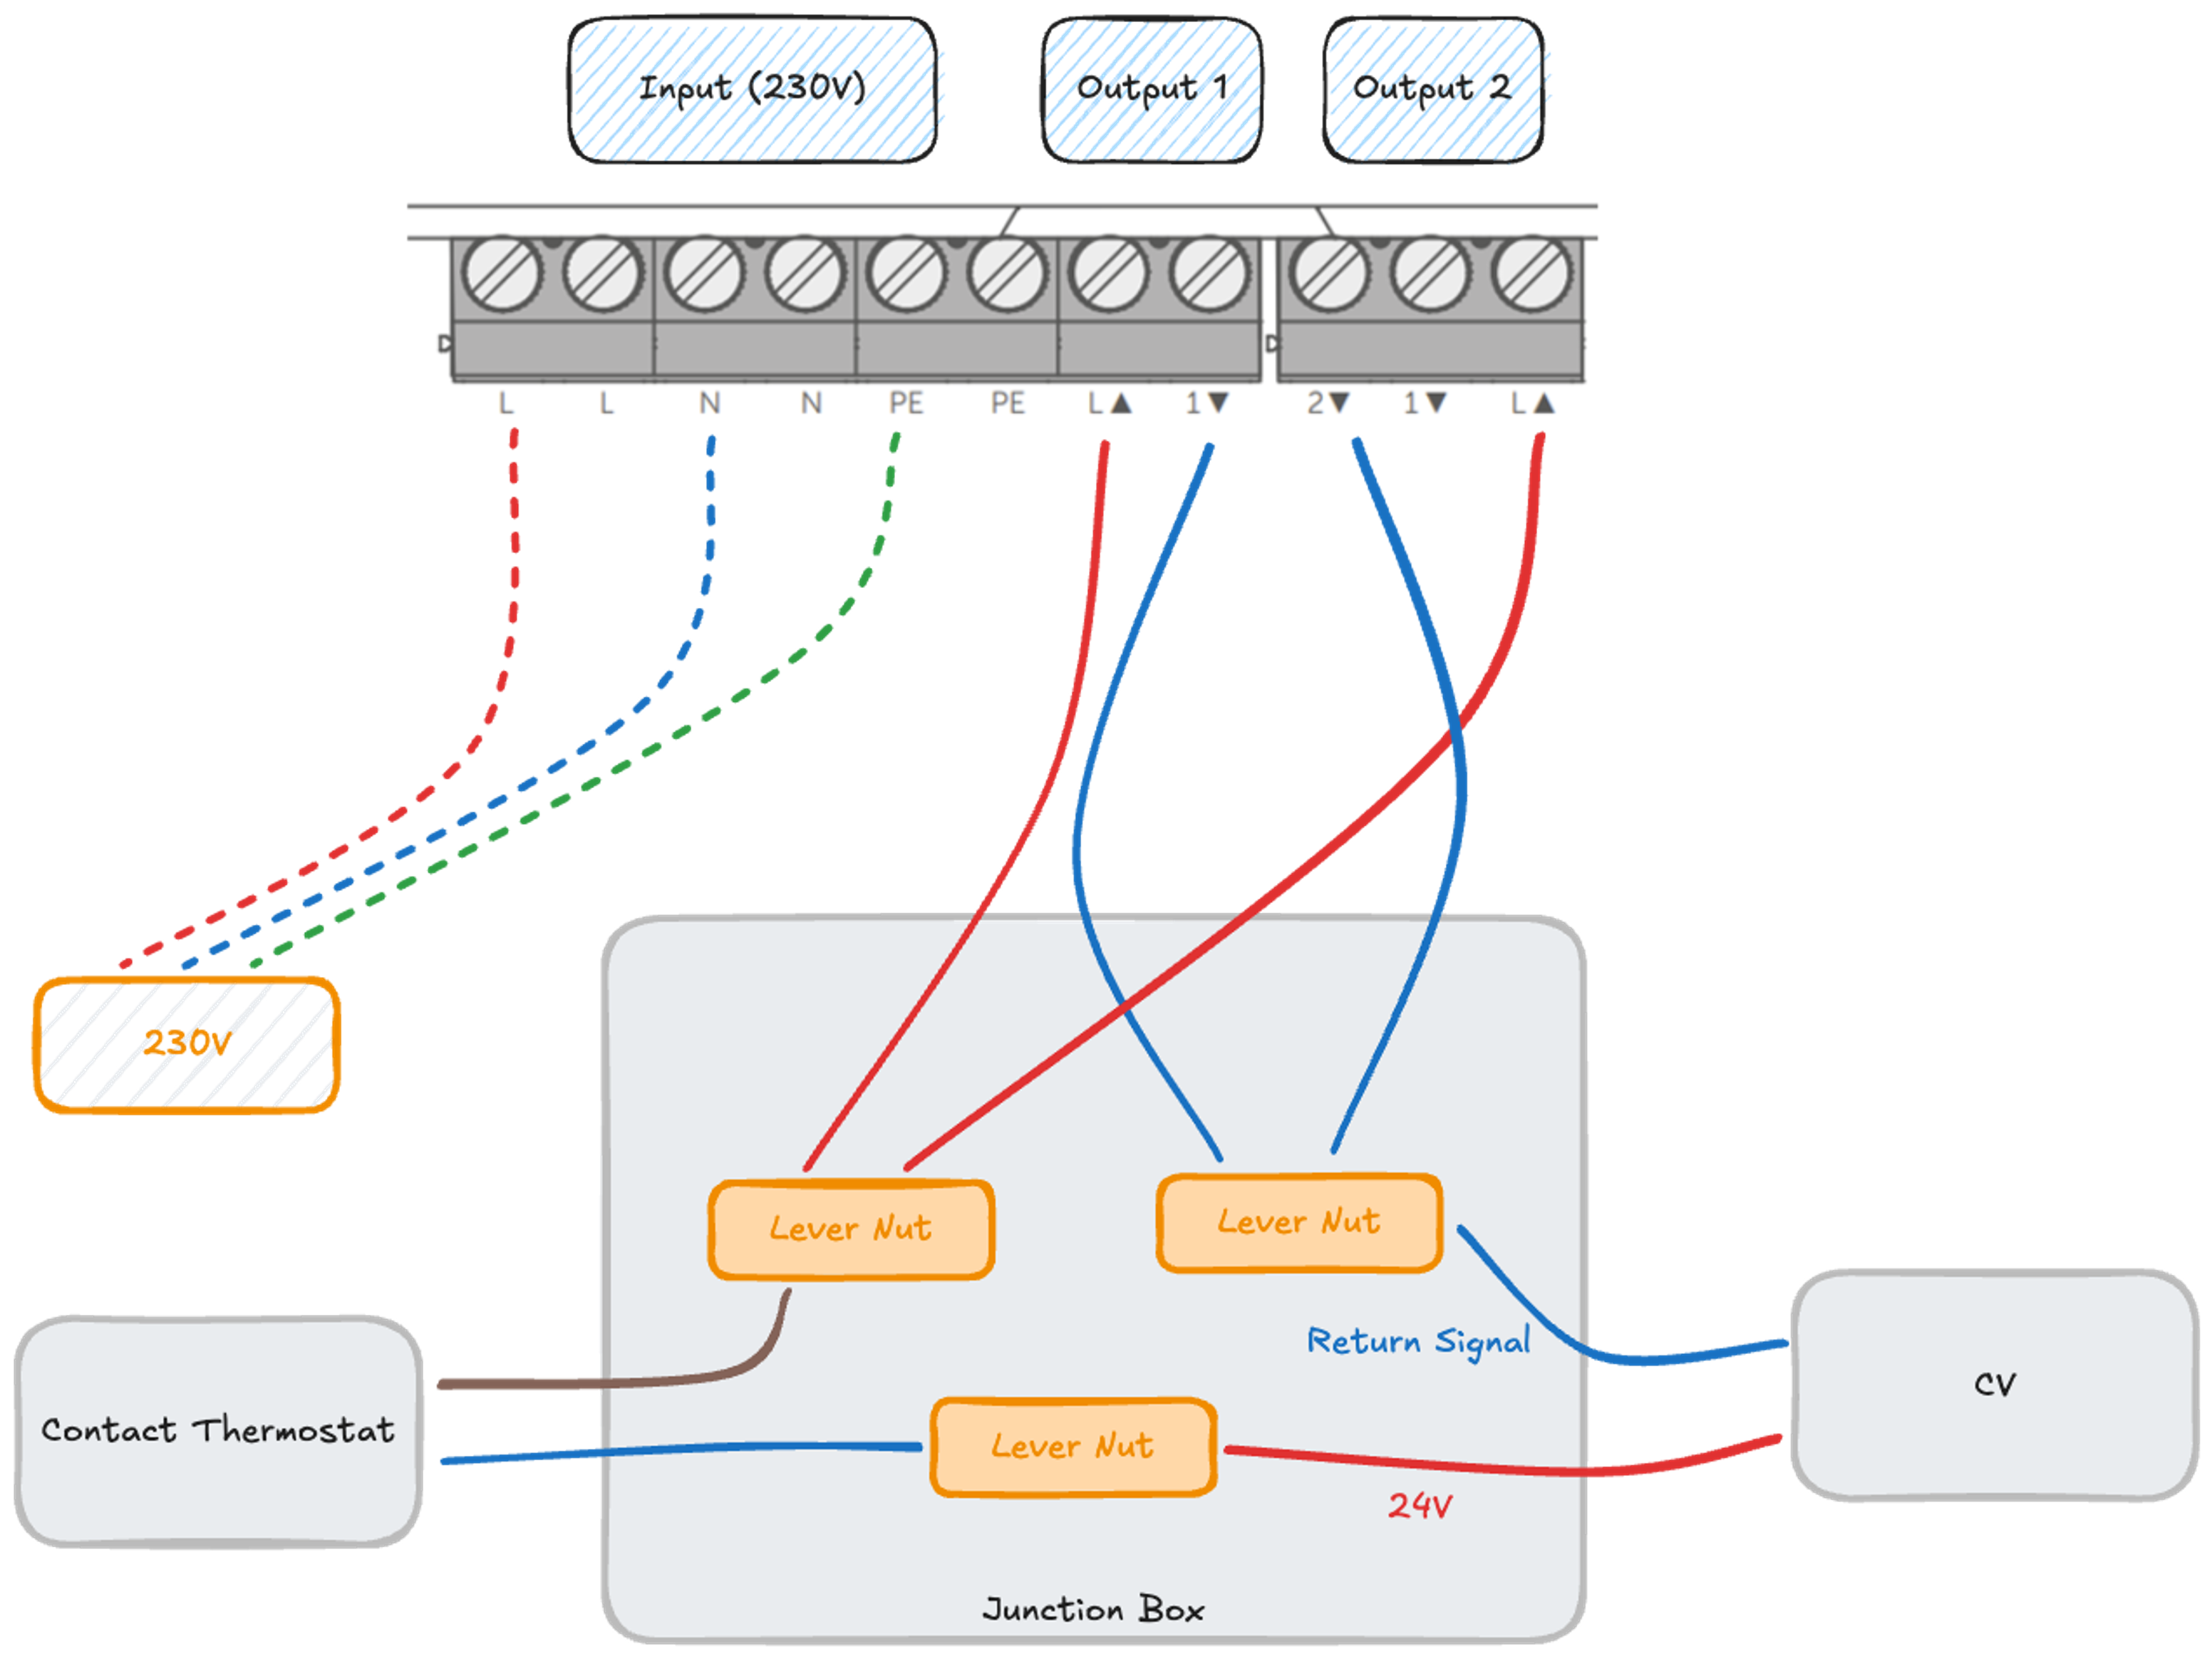 Input (230V)
Output 1
Output 2
L L N N PE PE L▲ 1▼ 2▼ 1▼ L▲
230V
Lever Nut
Lever Nut
Return Signal
CV
Contact Thermostat
Lever Nut
24V
Junction Box